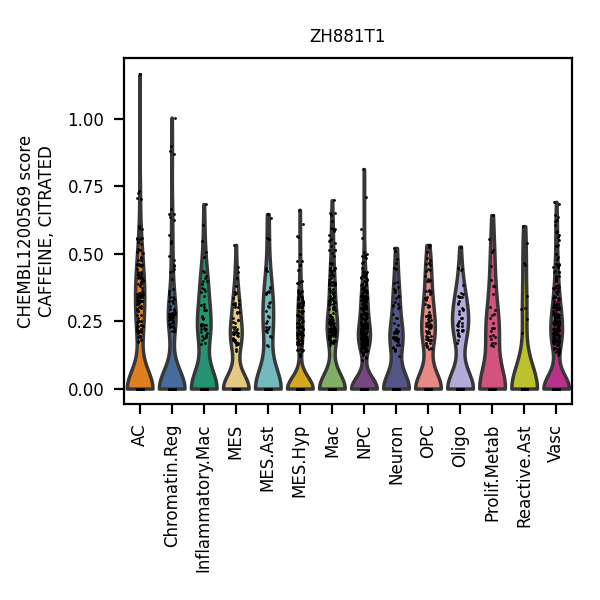 ZH881T1
CHEMBL1200569 score
CAFFEINE, CITRATED
1.00
0.75
0.50
0.25
0.00
AC
Chromatin.Reg
Inflammatory.Mac
MES
MES.Ast
MES.Hyp
Mac
NPC
Neuron
OPC
Oligo
Prolif.Metab
Reactive.Ast
Vasc